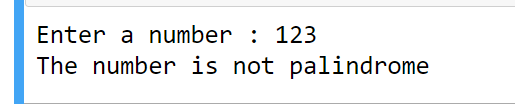 Enter a number : 123
The number is not palindrome